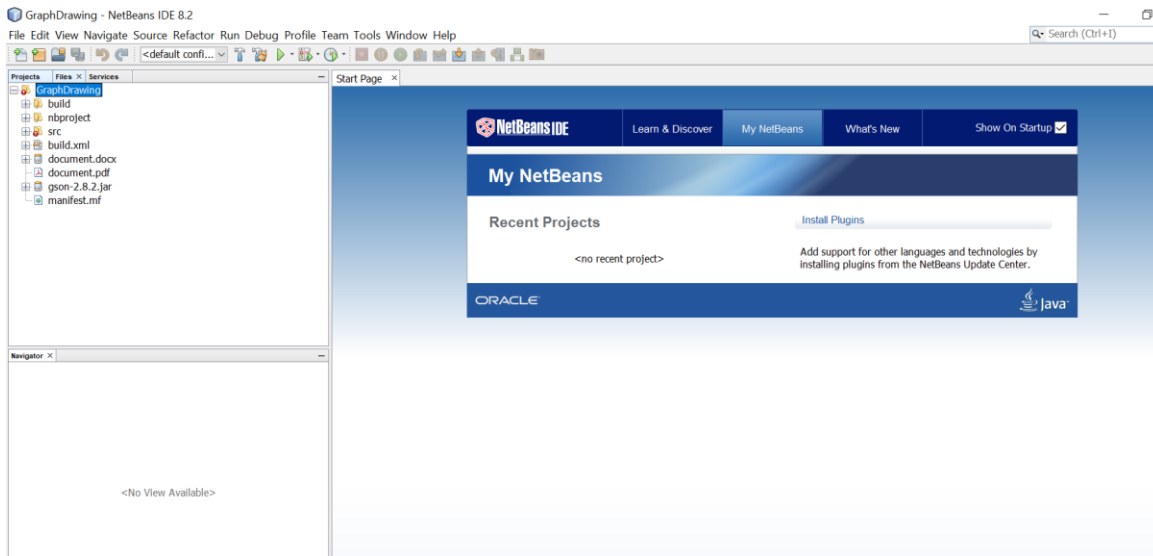 GraphDrawing - NetBeans IDE 8.2
File Edit View Navigate Source Refactor Run Debug Profile Team Tools Window Help
Search (Ctrl+I)
<default confi...
Projects Files Services
Start Page
GraphDrawing
build
nbproject
src
build.xml
document.docx
document.pdf
gson-2.8.2.jar
manifest.mf
NetBeans IDE
Learn & Discover
My NetBeans
What's New
Show On Startup
My NetBeans
Recent Projects
<no recent project>
Install Plugins
Add support for other languages and technologies by
installing plugins from the NetBeans Update Center.
ORACLE
Java
Navigator
<No View Available>